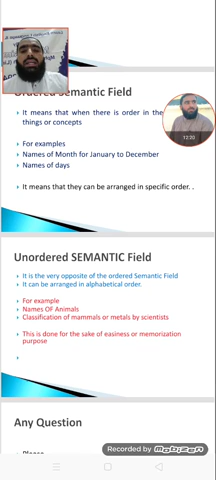 Ordered Semantic Field
It means that when there is order in the
things or concepts
For examples
Names of Month for January to December
Names of days
It means that they can be arranged in specific order. .
12:20
Unordered SEMANTIC Field
It is the very opposite of the ordered Semantic Field
It can be arranged in alphabetical order.
For example
Names OF Animals
Classification of mammals or metals by scientists
This is done for the sake of easiness or memorization
purpose
Any Question
Please
Recorded by
Mobizen